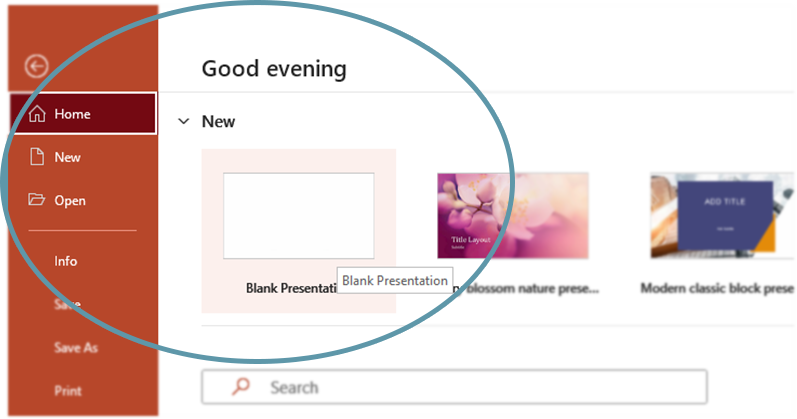 Good evening
Home
New
Open
Info
Save
Save As
Print
New
Blank Presentati
Blank Presentation
Title Layout
Subtitle
blossom nature prese...
ADD TITLE
Modern classic block prese
Search